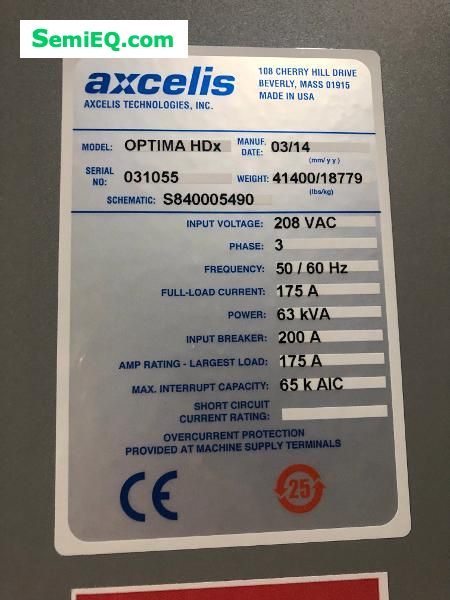 SemiEQ.com
axcelis
AXCELIS TECHNOLOGIES, INC.
108 CHERRY HILL DRIVE
BEVERLY, MASS 01915
MADE IN USA
MODEL: OPTIMA HDx
MANUF. DATE: 03/14
(mm/yy)
SERIAL NO: 031055
WEIGHT: 41400/18779
(lbs/kg)
SCHEMATIC: S840005490
INPUT VOLTAGE: 208 VAC
PHASE: 3
FREQUENCY: 50 / 60 Hz
FULL-LOAD CURRENT: 175 A
POWER: 63 kVA
INPUT BREAKER: 200 A
AMP RATING - LARGEST LOAD: 175 A
MAX. INTERRUPT CAPACITY: 65 k AIC
SHORT CIRCUIT
CURRENT RATING:
OVERCURRENT PROTECTION
PROVIDED AT MACHINE SUPPLY TERMINALS
CE
25